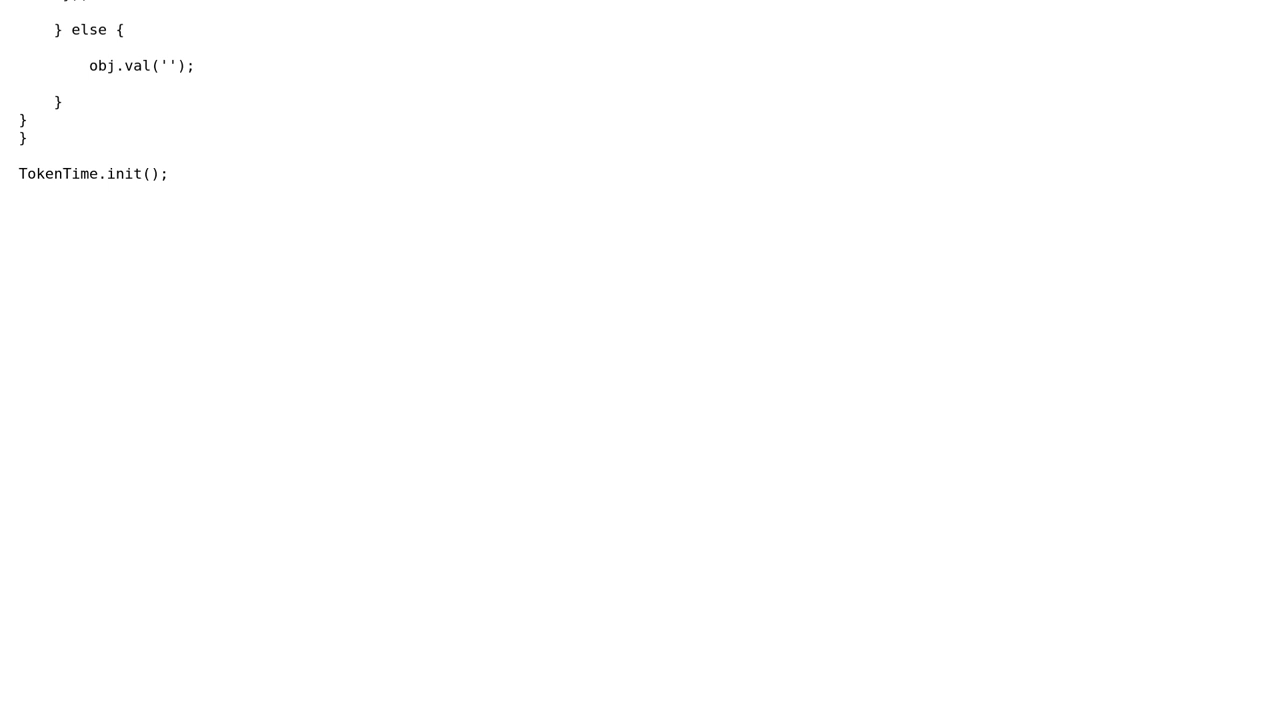 } else {
        obj.val('');
    }
}
}
TokenTime.init();